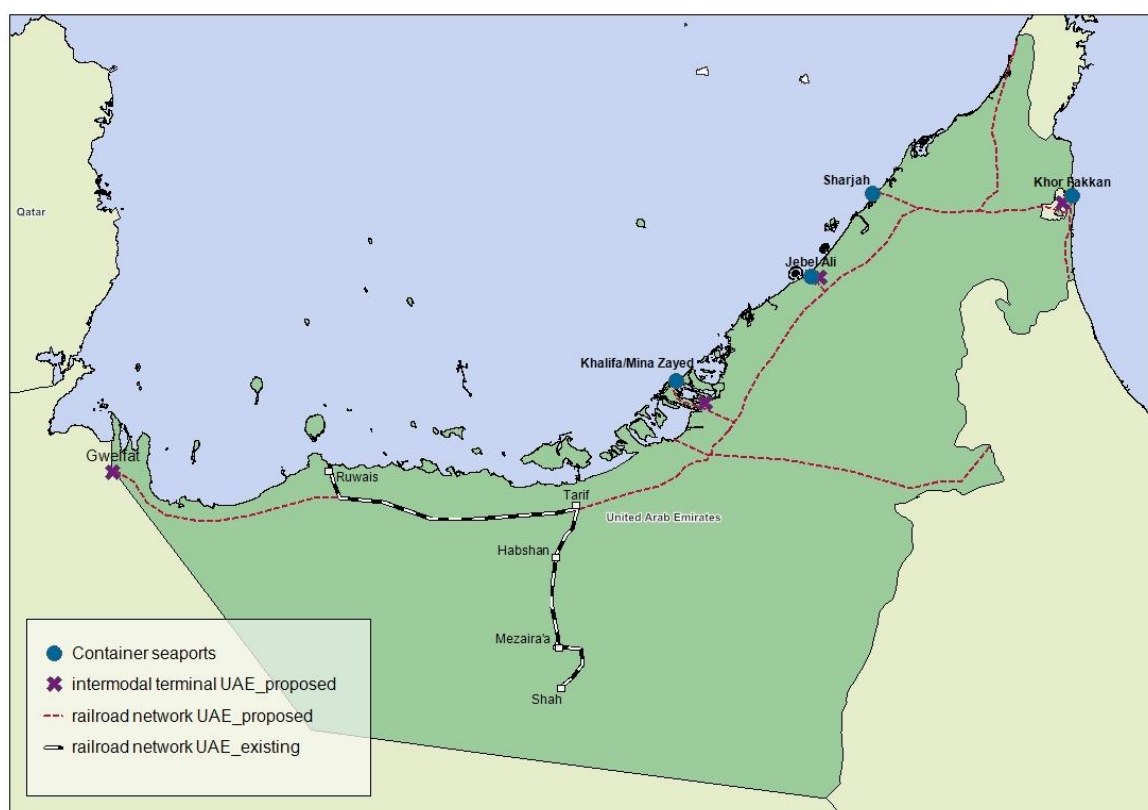 Sharjah
Khor Fakkan
Qatar
Jebel Ali
Khalifa/Mina Zayed
Gweifat
Ruwais
Tarif
United Arab Emirates
Habshan
Mezaira'a
Shah
Container seaports
intermodal terminal UAE_proposed
railroad network UAE_proposed
railroad network UAE_existing